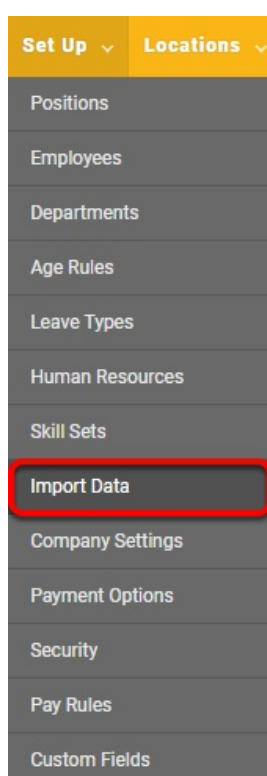 Set Up Locations
Positions
Employees
Departments
Age Rules
Leave Types
Human Resources
Skill Sets
Import Data
Company Settings
Payment Options
Security
Pay Rules
Custom Fields